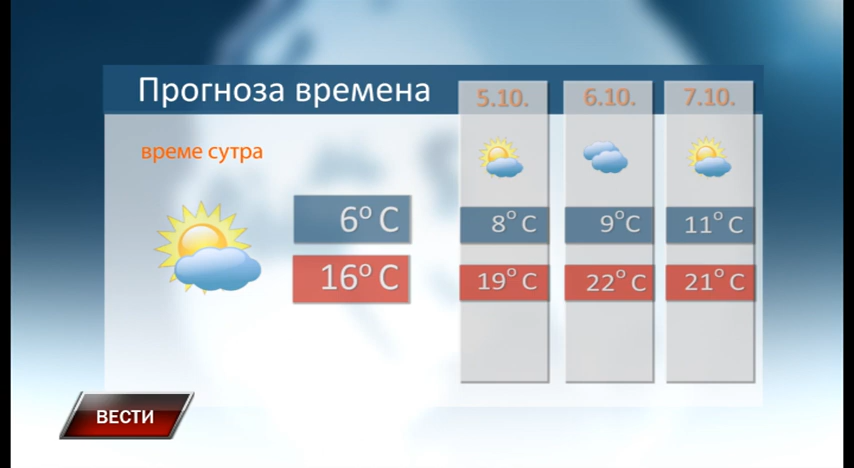 Прогноза времена
време сутра
6° C
16° C
5.10.
8° C
19° C
6.10.
9°C
22° C
7.10.
11° C
21° C
ВЕСТИ